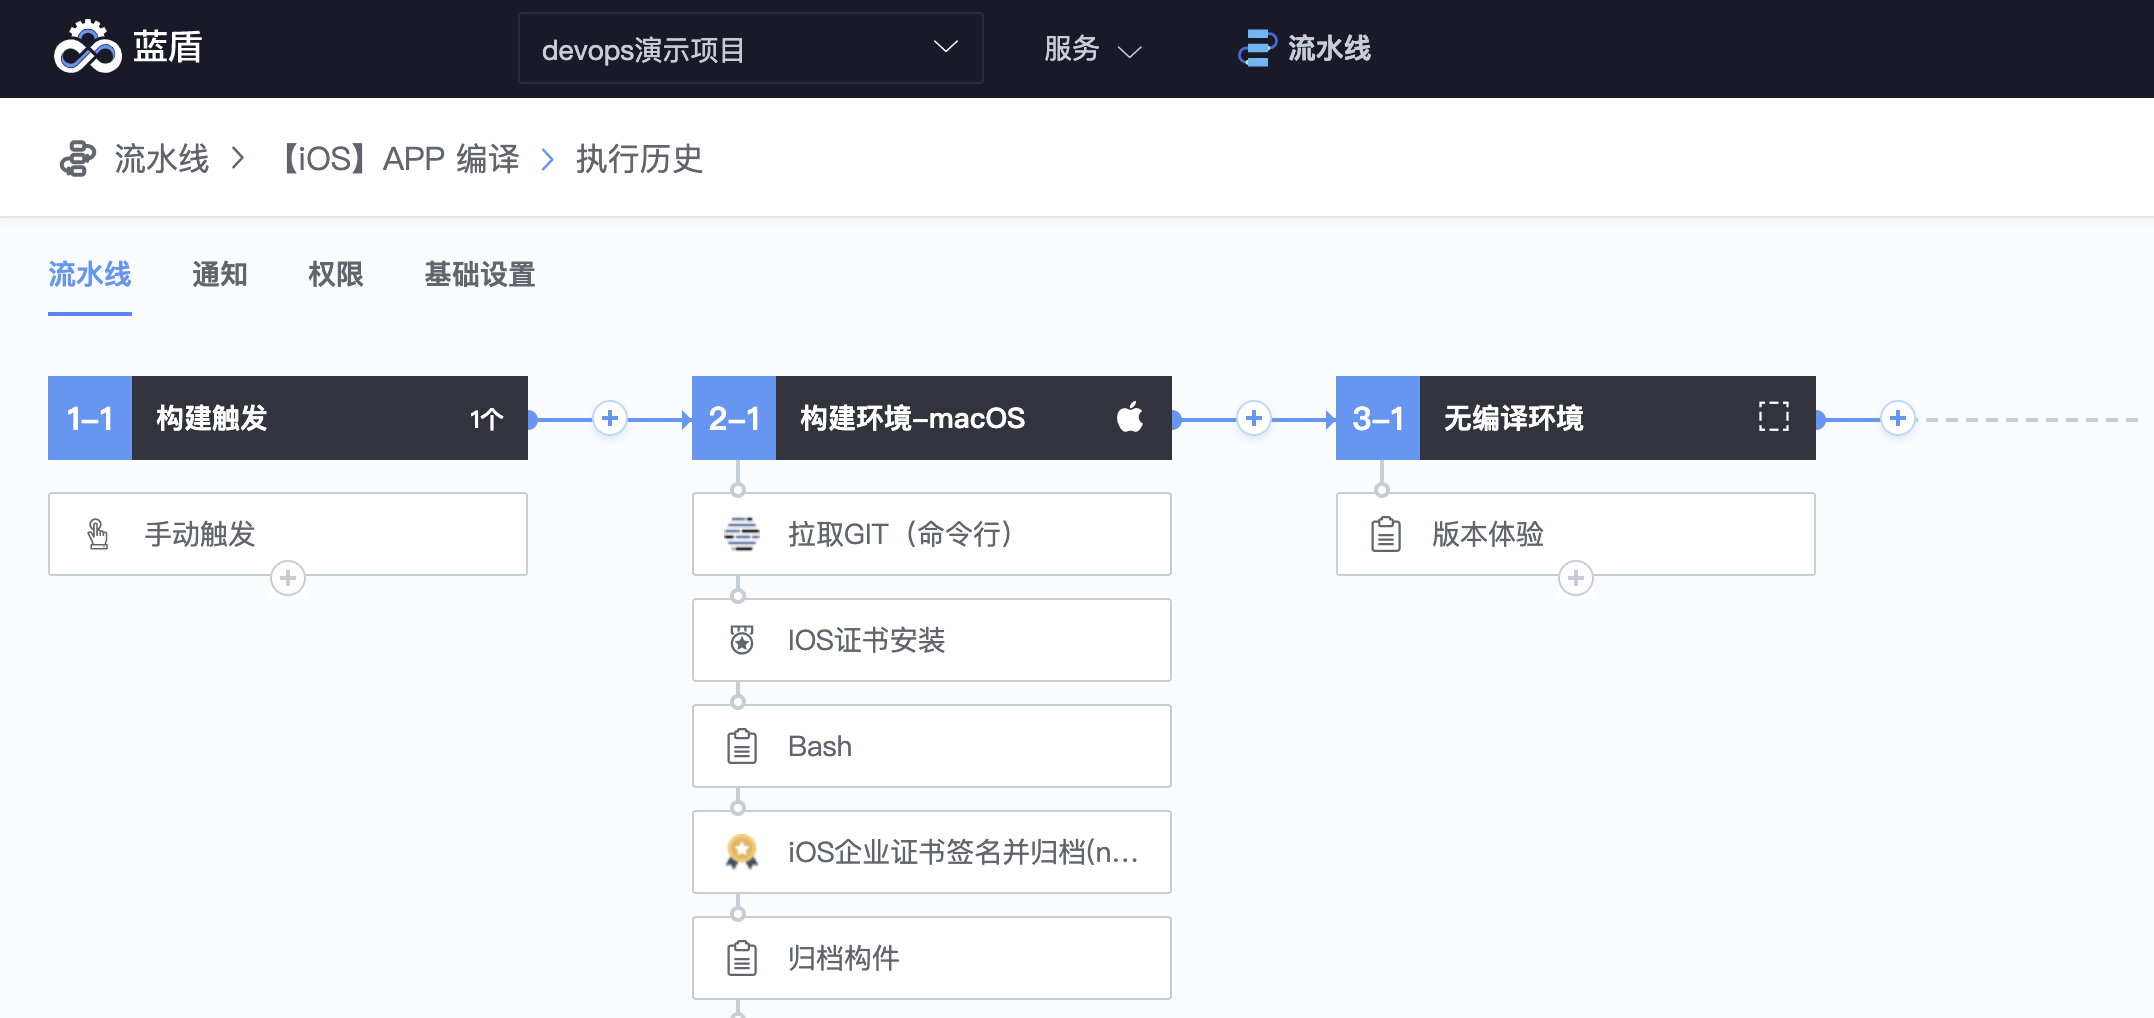 蓝盾 devops演示项目 服务 流水线
流水线 > 【iOS】APP 编译 > 执行历史
流水线 通知 权限 基础设置
1-1 构建触发 1个
手动触发
2-1 构建环境-macOS
拉取GIT（命令行）
IOS证书安装
Bash
iOS企业证书签名并归档(n...
归档构件
3-1 无编译环境
版本体验